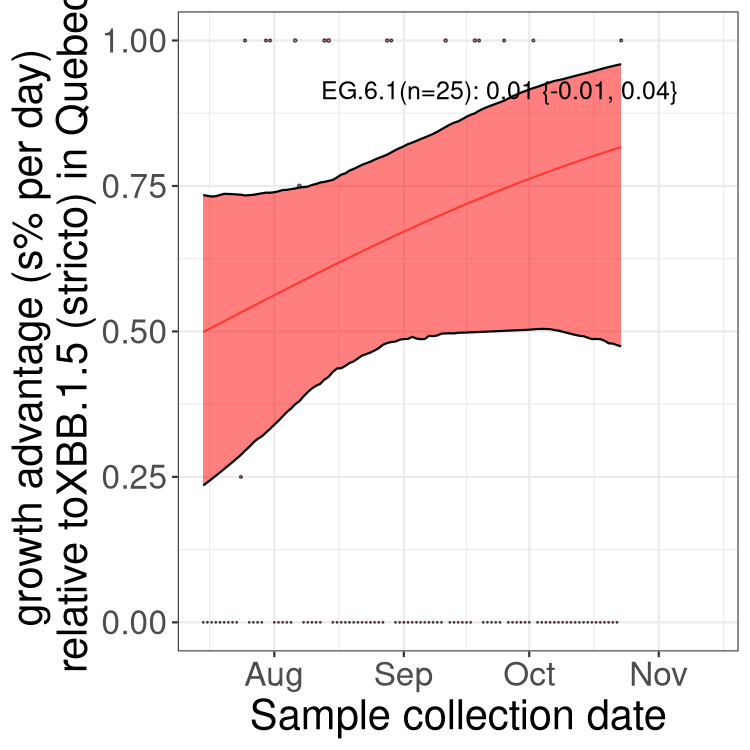 growth advantage (s% per day)
relative toXBB.1.5 (stricto) in Quebec
1.00
0.75
0.50
0.25
0.00
EG.6.1(n=25): 0.01 {-0.01, 0.04}
Aug Sep Oct Nov
Sample collection date